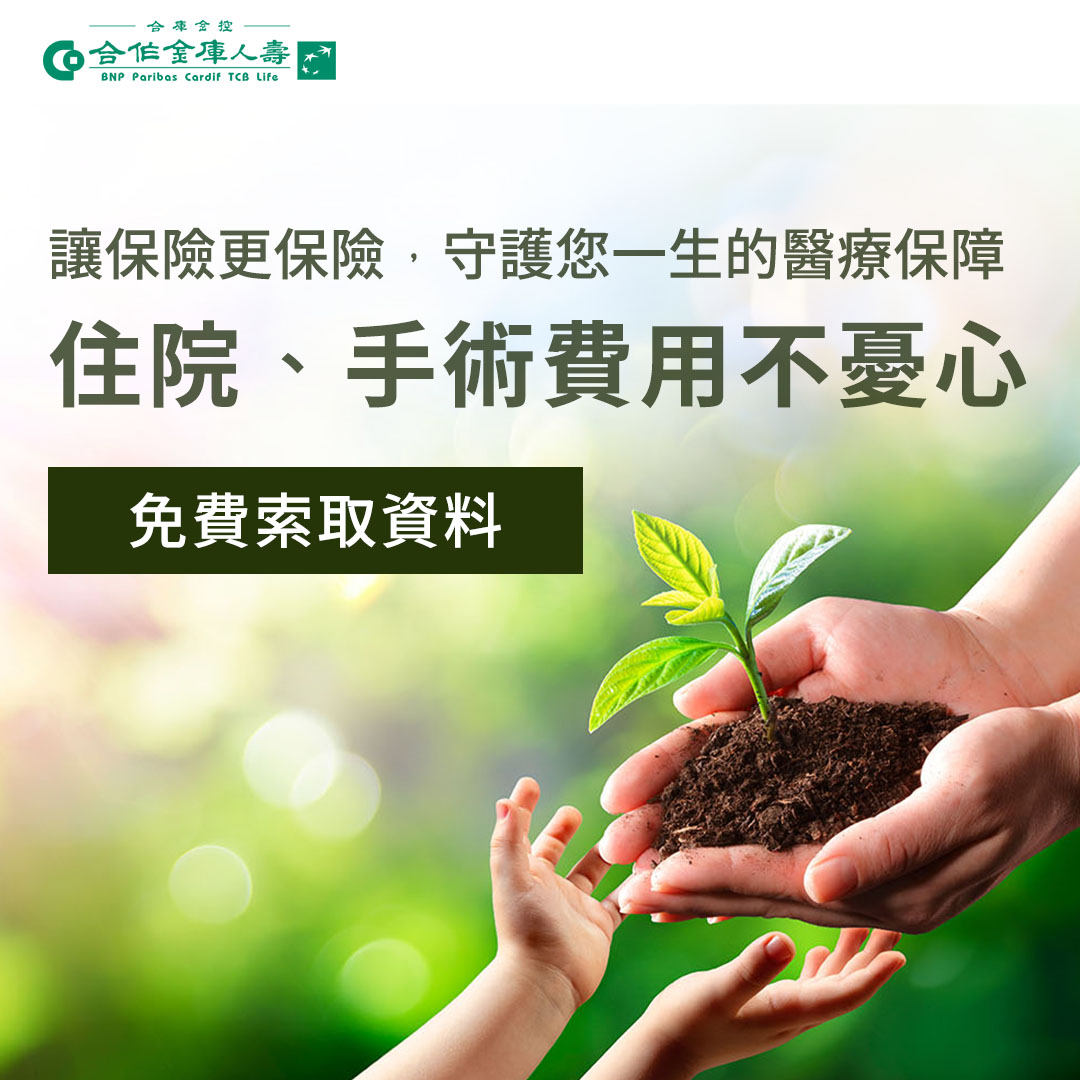 合庫金控
合作金庫人壽
BNP Paribas Cardif TCB Life
讓保險更保險，守護您一生的醫療保障
住院、手術費用不憂心
免費索取資料